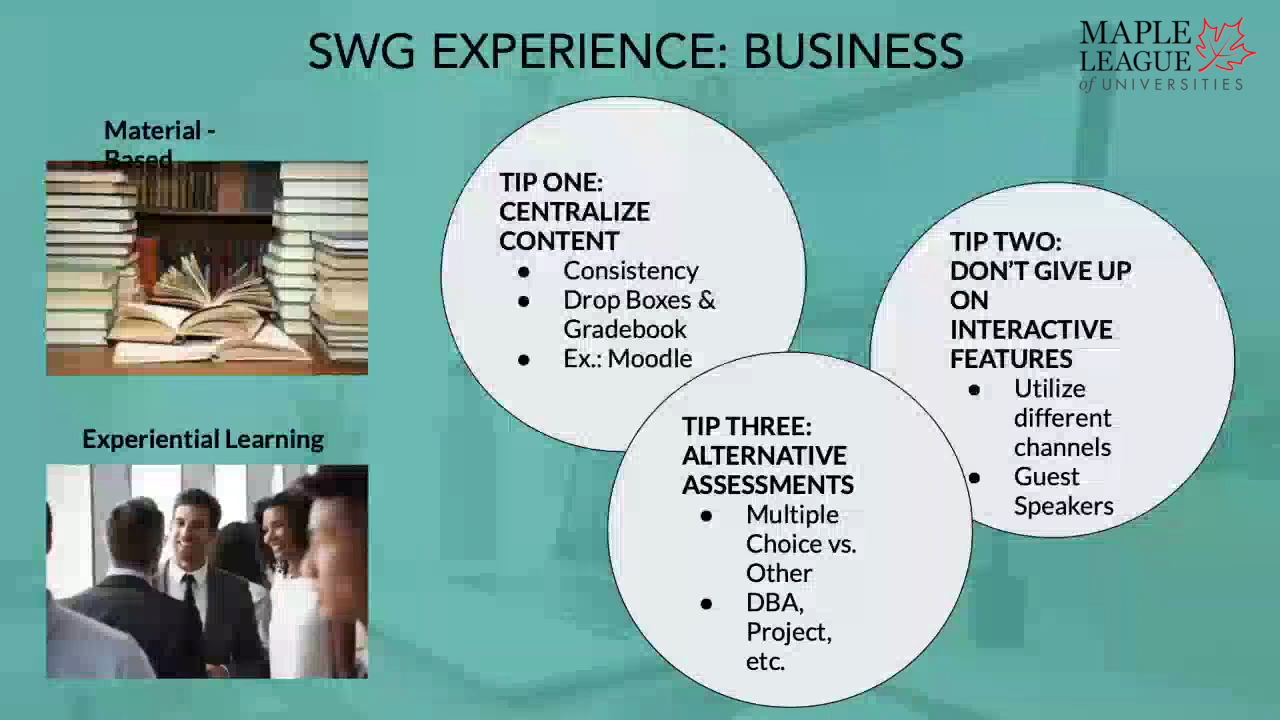 SWG EXPERIENCE: BUSINESS
MAPLE
LEAGUE
of UNIVERSITIES
Material -
Based
Experiential Learning
TIP ONE:
CENTRALIZE
CONTENT
● Consistency
● Drop Boxes &
Gradebook
● Ex.: Moodle
TIP TWO:
DON’T GIVE UP
ON
INTERACTIVE
FEATURES
● Utilize
different
channels
● Guest
Speakers
TIP THREE:
ALTERNATIVE
ASSESSMENTS
● Multiple
Choice vs.
Other
● DBA,
Project,
etc.